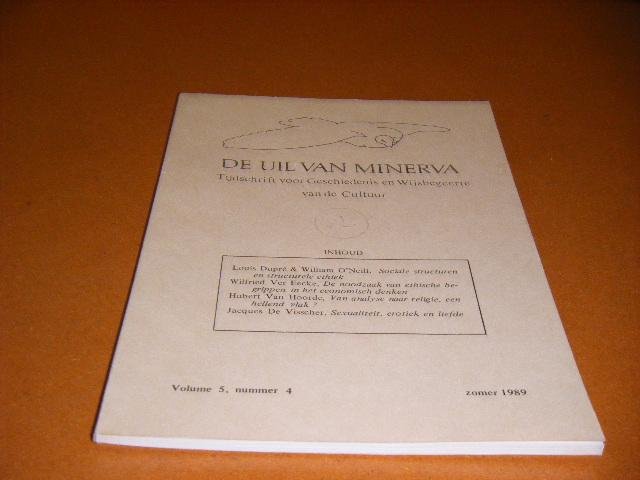 DE UIL VAN MINERVA
Tijdschrift voor Geschiedenis en Wijsbegeerte
van de Cultuur
INHOUD
Louis Dupré & William O'Neill, Sociale structuren
en structurele ethiek
Wilfried Ver Eecke, De noodzaak van ethische be-
grippen in het economisch denken
Hubert Van Hoorde, Van analyse naar religie, een
hellend vlak ?
Jacques De Visscher, Sexualiteit, erotiek en liefde
Volume 5, nummer 4
zomer 1989